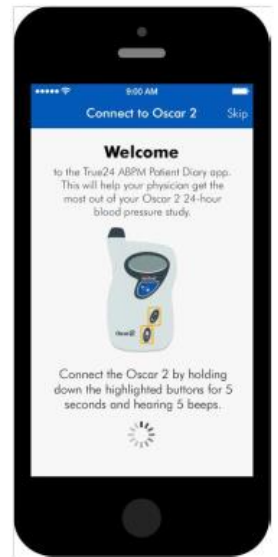 9:00 AM
Connect to Oscar 2 Skip
Welcome
to the True24 ABPM Patient Diary app.
This will help your physician get the
most out of your Oscar 2 24-hour
blood pressure study.
Oscar 2
Connect the Oscar 2 by holding
down the highlighted buttons for 5
seconds and hearing 5 beeps.